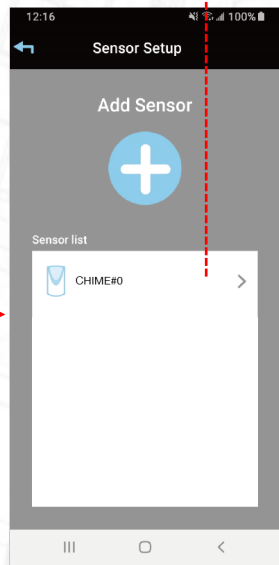 12:16 100%
Sensor Setup
Add Sensor
Sensor list
CHIME#0